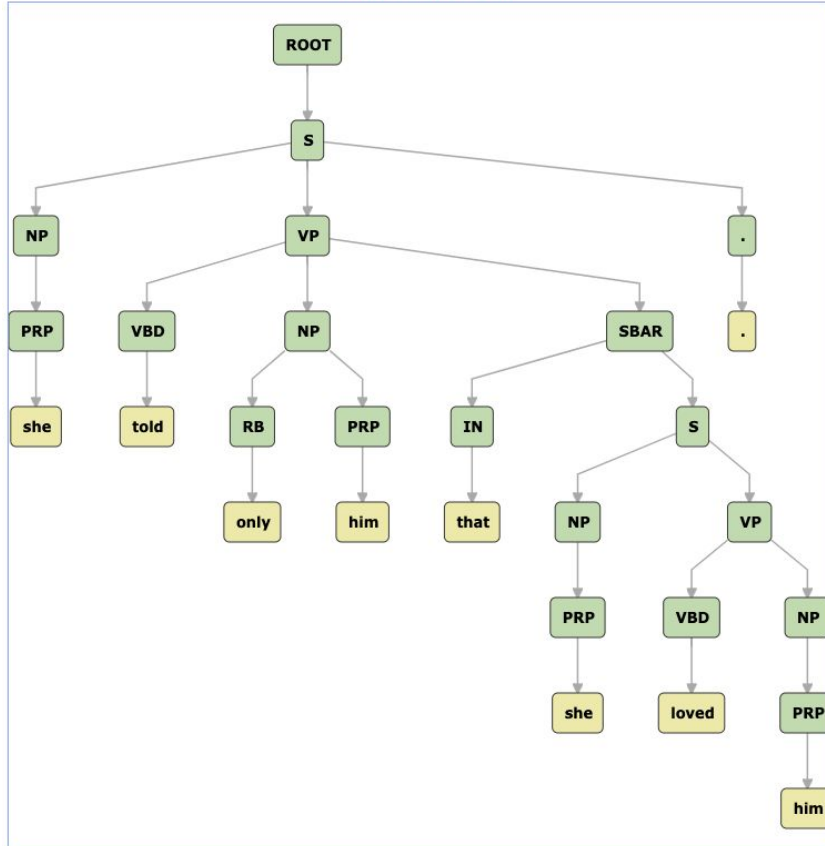 ROOT
S
NP VP .
PRP VBD NP SBAR .
she told RB PRP IN S
only him that NP VP
PRP VBD NP
she loved PRP
him